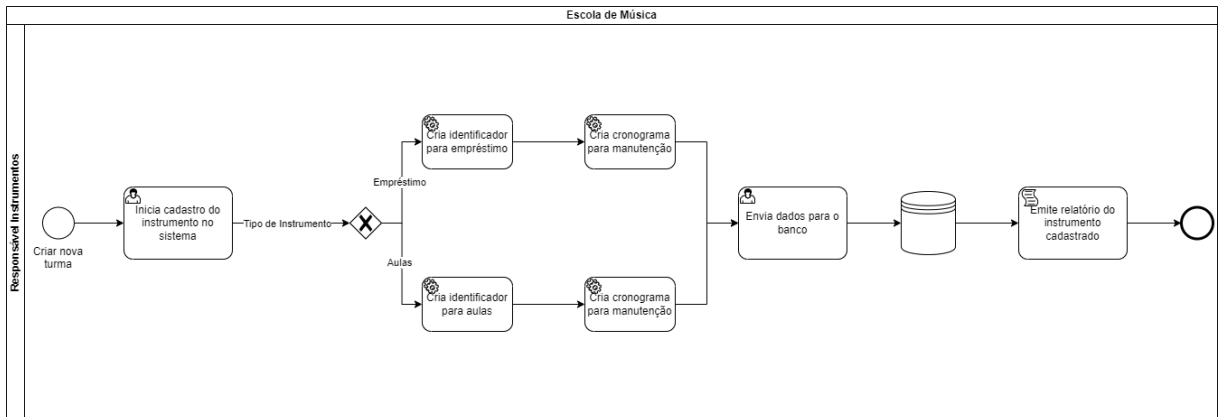 Escola de Música
Responsável Instrumentos
Criar nova
turma
Inicia cadastro do
instrumento no
sistema
Tipo de Instrumento
Empréstimo
Aulas
Cria identificador
para empréstimo
Cria cronograma
para manutenção
Cria identificador
para aulas
Cria cronograma
para manutenção
Envia dados para o
banco
Emite relatório do
instrumento
cadastrado